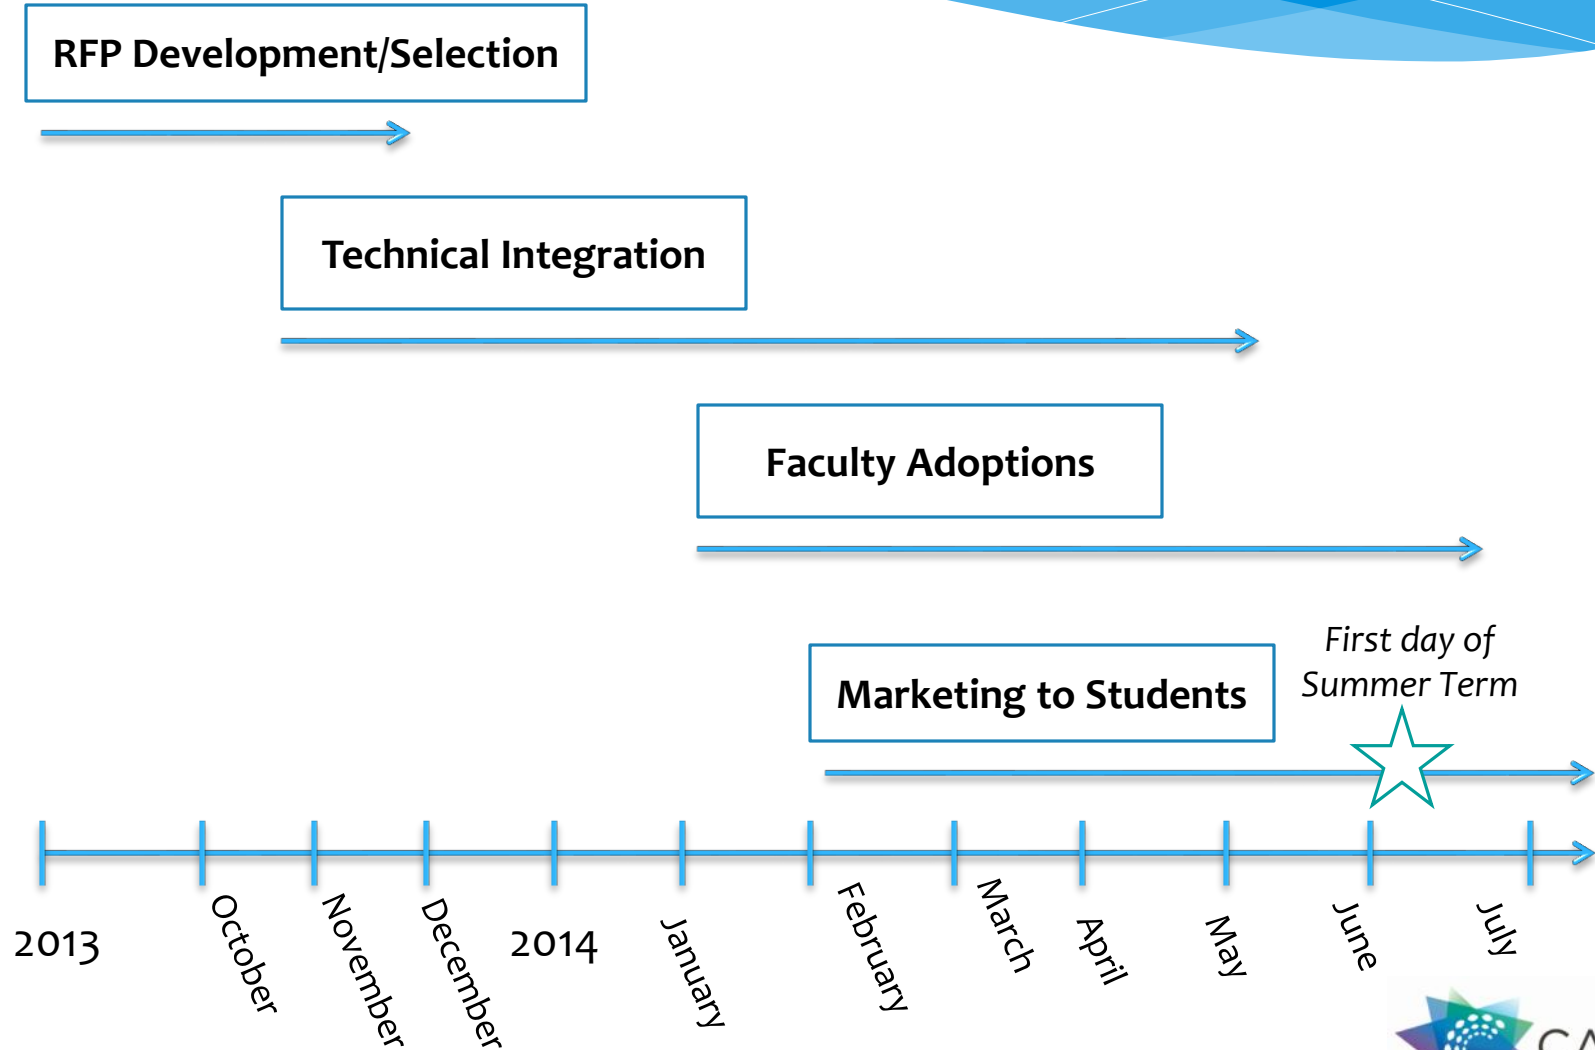 RFP Development/Selection
Technical Integration
Faculty Adoptions
First day of
Summer Term
Marketing to Students
2013
October
November
December
2014
January
February
March
April
May
June
July
CA